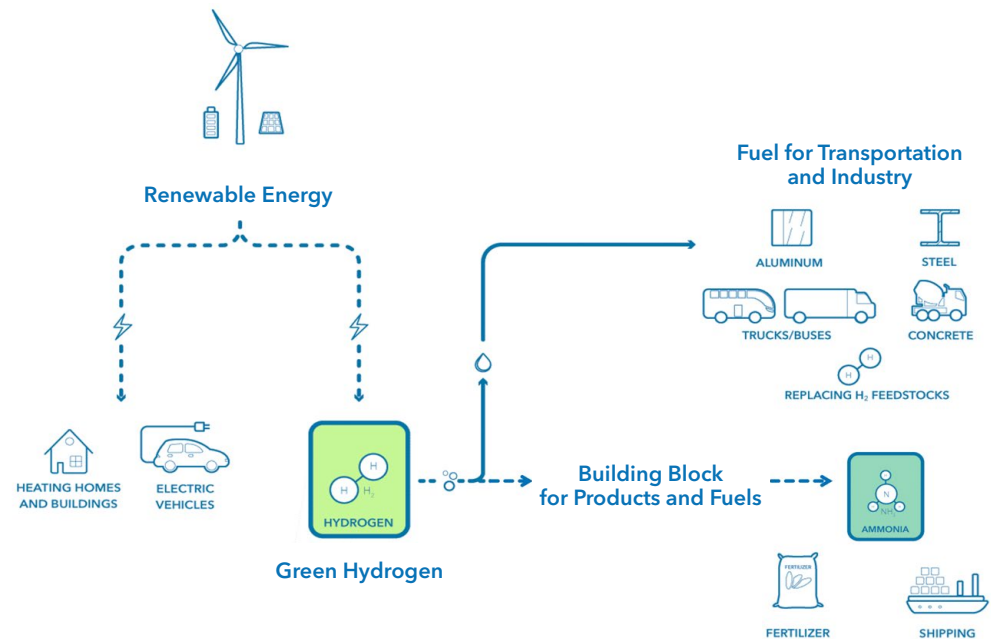 Renewable Energy
Fuel for Transportation
and Industry
ALUMINUM
STEEL
TRUCKS/BUSES
CONCRETE
H
H
REPLACING H₂ FEEDSTOCKS
HEATING HOMES
AND BUILDINGS
ELECTRIC
VEHICLES
H
H
H₂
HYDROGEN
Green Hydrogen
Building Block
for Products and Fuels
N
NH₃
AMMONIA
FERTILIZER
FERTILIZER
SHIPPING